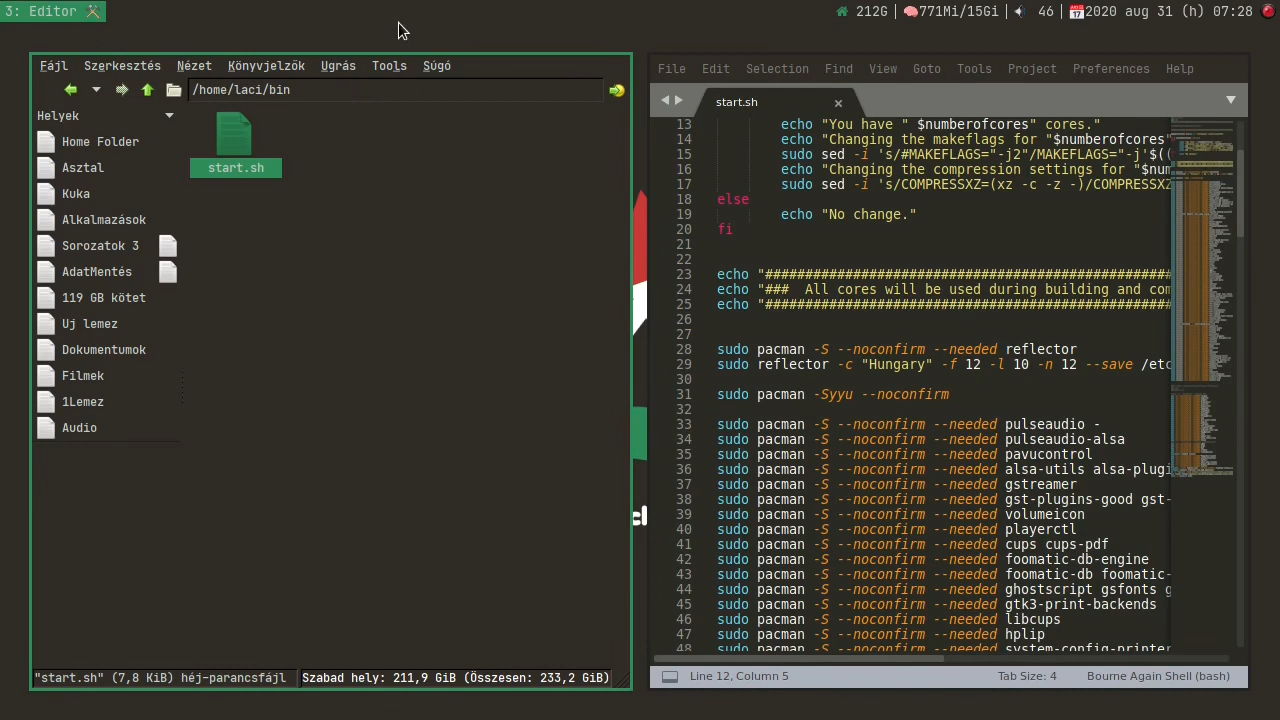 3: Editor
212G | 771Mi/15Gi | 46 | 2020 aug 31 (h) 07:28
Fájl Szerkesztés Nézet Könyvjelzők Ugrás Tools Súgó
/home/laci/bin
Helyek
Home Folder
Asztal
Kuka
Alkalmazások
Sorozatok 3
AdatMentés
119 GB kötet
Uj lemez
Dokumentumok
Filmek
1Lemez
Audio
start.sh
"start.sh" (7,8 KiB) héj-parancsfájl
Szabad hely: 211,9 GiB (Összesen: 233,2 GiB)
File Edit Selection Find View Goto Tools Project Preferences Help
start.sh
13 echo "You have " $numberofcores" cores."
14 echo "Changing the makeflags for "$numberofcores"
15 sudo sed -i 's/#MAKEFLAGS="-j2"/MAKEFLAGS="-j'$((
16 echo "Changing the compression settings for "$num
17 sudo sed -i 's/COMPRESSXZ=(xz -c -z -)/COMPRESSXZ
18 else
19 echo "No change."
20 fi
21
22
23 echo "###################################################
24 echo "###  All cores will be used during building and com
25 echo "###################################################
26
27
28 sudo pacman -S --noconfirm --needed reflector
29 sudo reflector -c "Hungary" -f 12 -l 10 -n 12 --save /etc
30
31 sudo pacman -Syyu --noconfirm
32
33 sudo pacman -S --noconfirm --needed pulseaudio -
34 sudo pacman -S --noconfirm --needed pulseaudio-alsa
35 sudo pacman -S --noconfirm --needed pavucontrol
36 sudo pacman -S --noconfirm --needed alsa-utils alsa-plugi
37 sudo pacman -S --noconfirm --needed gstreamer
38 sudo pacman -S --noconfirm --needed gst-plugins-good gst-
39 sudo pacman -S --noconfirm --needed volumeicon
40 sudo pacman -S --noconfirm --needed playerctl
41 sudo pacman -S --noconfirm --needed cups cups-pdf
42 sudo pacman -S --noconfirm --needed foomatic-db-engine
43 sudo pacman -S --noconfirm --needed foomatic-db foomatic-
44 sudo pacman -S --noconfirm --needed ghostscript gsfonts g
45 sudo pacman -S --noconfirm --needed gtk3-print-backends
46 sudo pacman -S --noconfirm --needed libcups
47 sudo pacman -S --noconfirm --needed hplip
48 sudo pacman -S --noconfirm --needed system-config-printer
Line 12, Column 5
Tab Size: 4
Bourne Again Shell (bash)